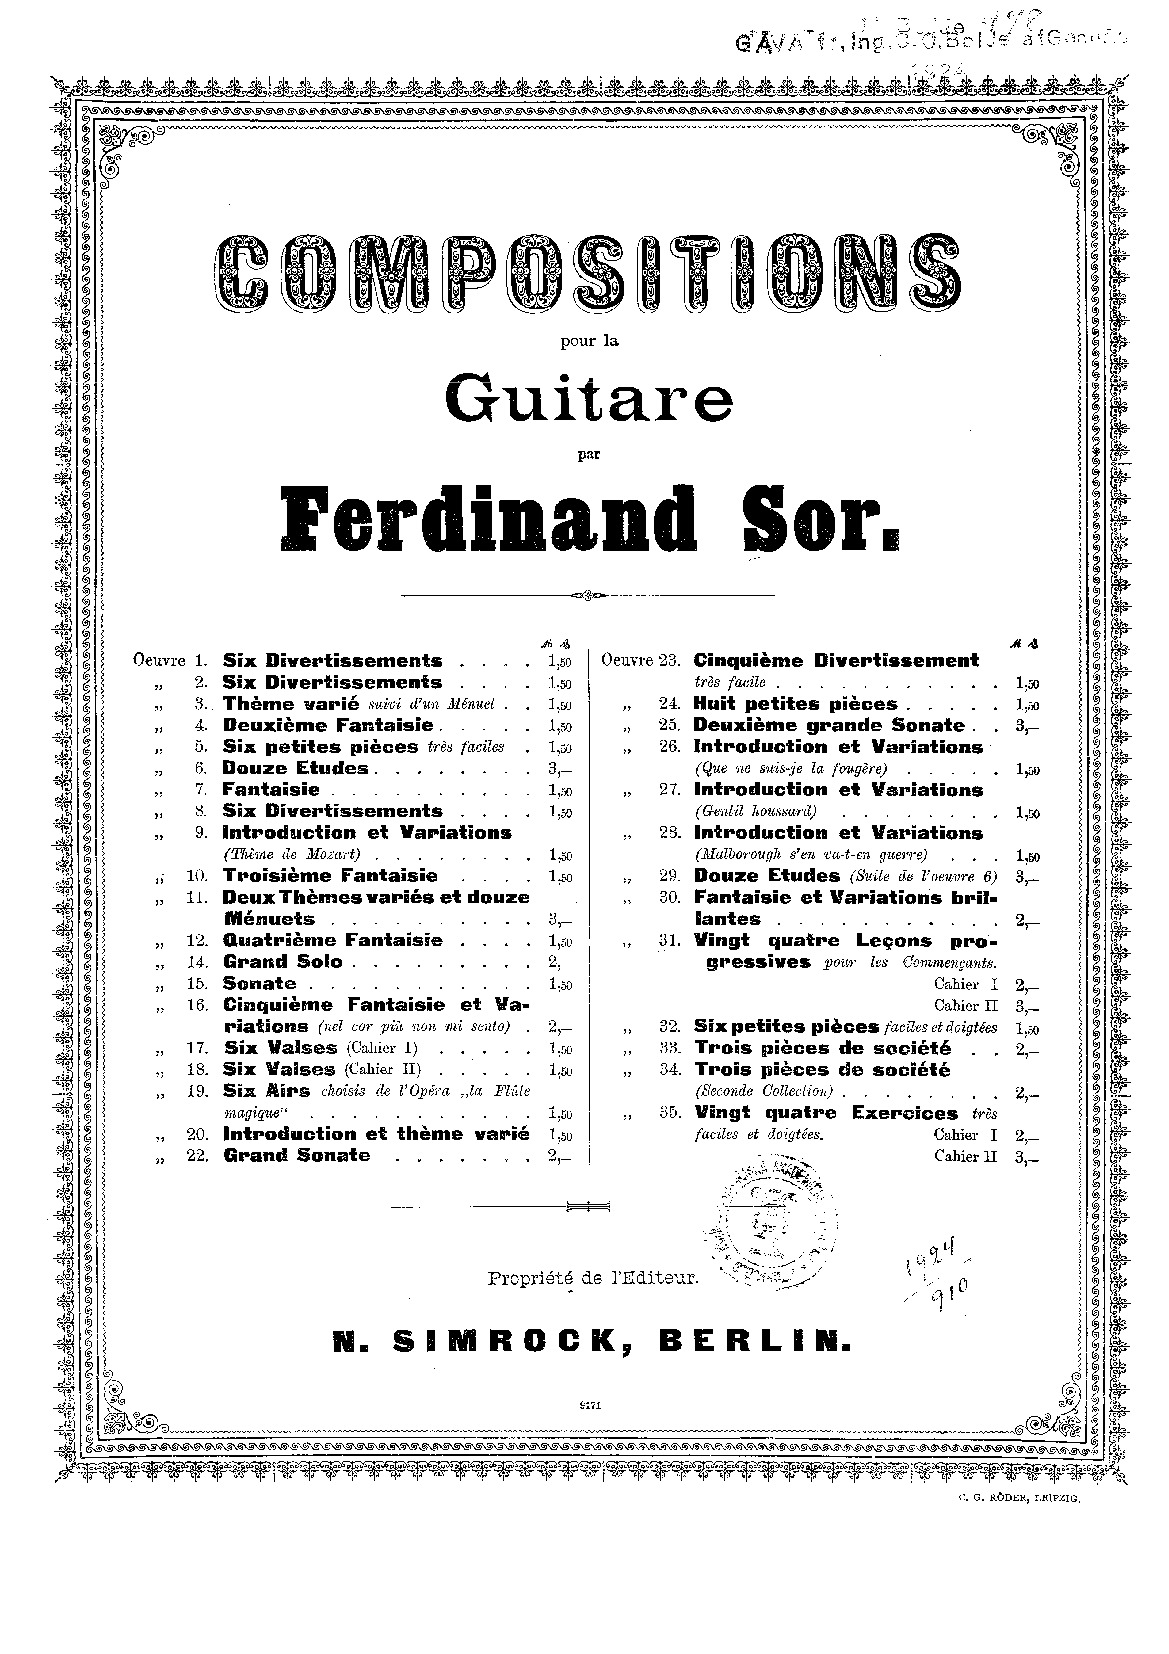 GÅVA fr. Ing.
1924
COMPOSITIONS
pour la
Guitare
par
Ferdinand Sor.
ℳ ₰
Oeuvre 1. Six Divertissements . . . . 1,50
„ 2. Six Divertissements . . . . 1,50
„ 3. Thème varié suivi d'un Ménuel . . 1,50
„ 4. Deuxième Fantaisie . . . . . 1,50
„ 5. Six petites pièces très faciles . 1,50
„ 6. Douze Etudes . . . . . . . . 3,—
„ 7. Fantaisie . . . . . . . . . . 1,50
„ 8. Six Divertissements . . . . 1,50
„ 9. Introduction et Variations
(Thême de Mozart) . . . . . . . . 1,50
„ 10. Troisième Fantaisie . . . . 1,50
„ 11. Deux Thèmes variés et douze
Ménuets . . . . . . . . . . 3,—
„ 12. Quatrième Fantaisie . . . . 1,50
„ 14. Grand Solo . . . . . . . . . 2,
„ 15. Sonate . . . . . . . . . . . 1,50
„ 16. Cinquième Fantaisie et Va-
riations (nel cor più non mi sento) . 2,—
„ 17. Six Valses (Cahier I) . . . . . 1,50
„ 18. Six Valses (Cahier II) . . . . . 1,50
„ 19. Six Airs choisis de l'Opéra „la Flûte
magique“ . . . . . . . . . . . 1,50
„ 20. Introduction et thème varié 1,50
„ 22. Grand Sonate . . . . . . . 2,—
ℳ ₰
Oeuvre 23. Cinquième Divertissement
très facile . . . . . . . . . . . 1,50
„ 24. Huit petites pièces . . . . . 1,50
„ 25. Deuxième grande Sonate . . 3,—
„ 26. Introduction et Variations
(Que ne suis-je la fougère) . . . . . 1,50
„ 27. Introduction et Variations
(Gentil houssard) . . . . . . . . 1,50
„ 28. Introduction et Variations
(Malborough s'en va-t-en guerre) . . . 1,50
„ 29. Douze Etudes (Suite de l'oeuvre 6) 3,—
„ 30. Fantaisie et Variations bril-
lantes . . . . . . . . . . . 2,—
„ 31. Vingt quatre Leçons pro-
gressives pour les Commençants.
Cahier I 2,—
Cahier II 3,—
„ 32. Six petites pièces faciles et doigtées 1,50
„ 33. Trois pièces de société . . 2,—
„ 34. Trois pièces de société
(Seconde Collection) . . . . . . . . 2,—
„ 35. Vingt quatre Exercices très
faciles et doigtées. Cahier I 2,—
Cahier II 3,—
Propriété de l'Editeur.
1924
910
N. SIMROCK, BERLIN.
9171
C. G. RÖDER, LEIPZIG.